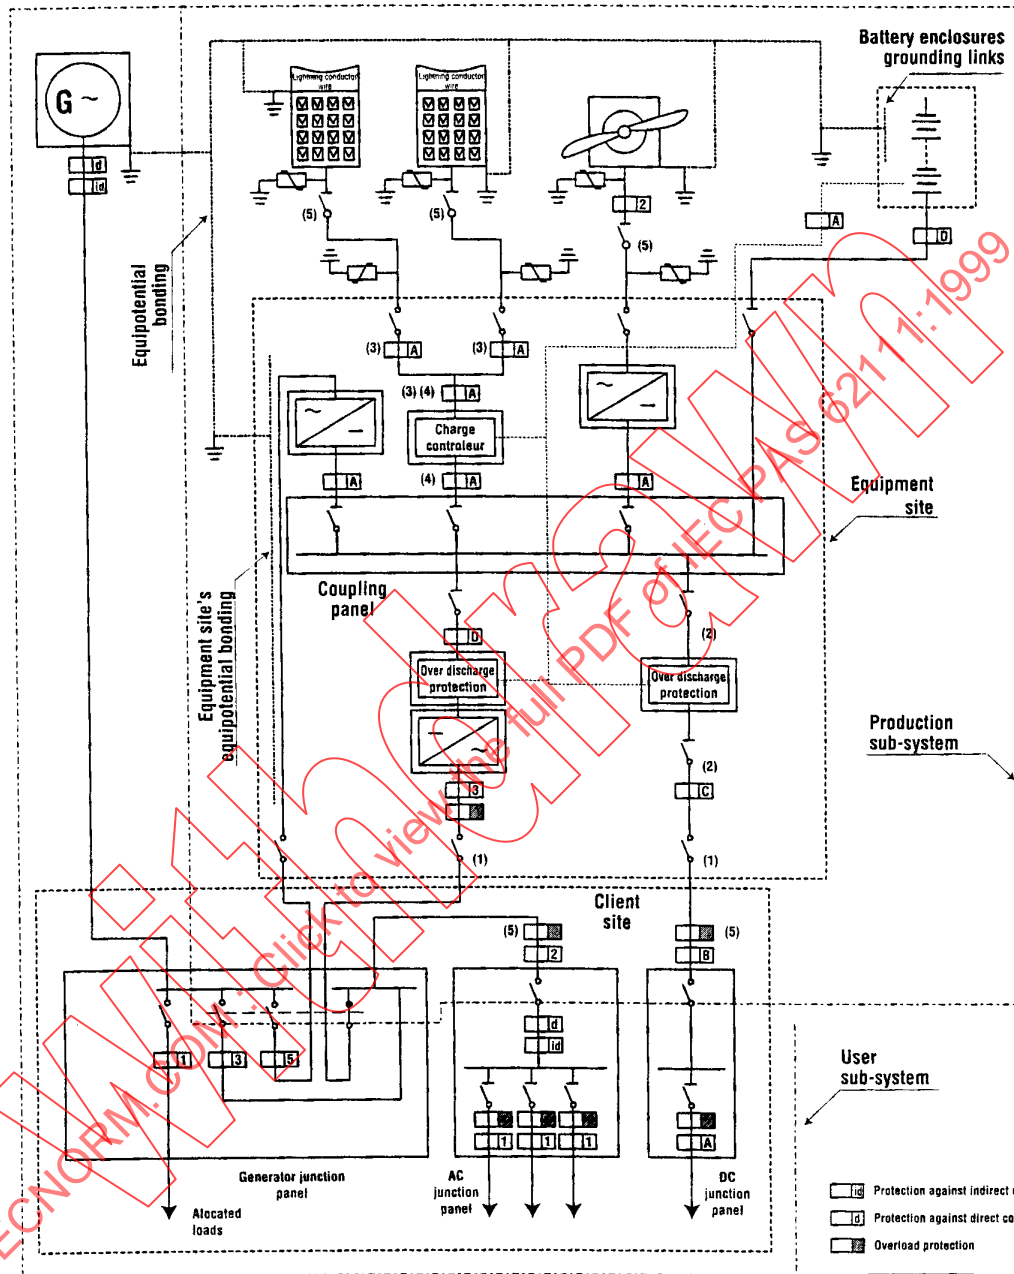 Battery enclosures
grounding links
G ~
Lightning conductor
wire
Lightning conductor
wire
d
id
(5)
(5)
2
(5)
A
D
Equipotential
bonding
(3)
A
(3)
A
(3) (4)
A
~
Charge
controleur
A
(4)
A
A
Equipment
site
Coupling
panel
(2)
D
Over discharge
protection
Over discharge
protection
Equipment site's
equipotential bonding
Production
sub-system
(2)
3
C
(1)
(1)
Client
site
(5)
(5)
2
B
d
id
1
3
5
1
1
1
A
User
sub-system
Generator junction
panel
AC
junction
panel
DC
junction
panel
Alocated
loads
id Protection against indirect
d Protection against direct
Overload protection
Withdrawn
ECNORM.COM : Click to view the full PDF of IEC PAS 62111:1999